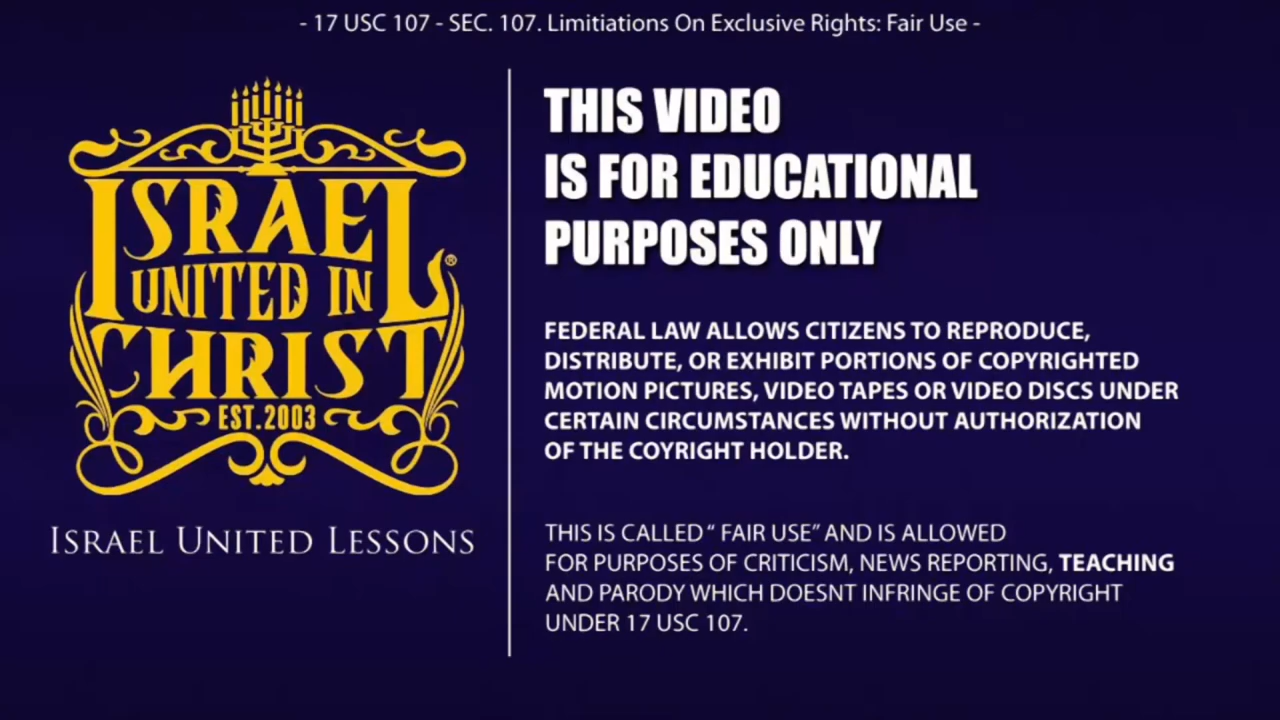 - 17 USC 107 - SEC. 107. Limitiations On Exclusive Rights: Fair Use -
ISRAEL
UNITED IN
CHRIST
EST.2003
®
ISRAEL UNITED LESSONS
THIS VIDEO
IS FOR EDUCATIONAL
PURPOSES ONLY
FEDERAL LAW ALLOWS CITIZENS TO REPRODUCE,
DISTRIBUTE, OR EXHIBIT PORTIONS OF COPYRIGHTED
MOTION PICTURES, VIDEO TAPES OR VIDEO DISCS UNDER
CERTAIN CIRCUMSTANCES WITHOUT AUTHORIZATION
OF THE COYRIGHT HOLDER.
THIS IS CALLED “ FAIR USE” AND IS ALLOWED
FOR PURPOSES OF CRITICISM, NEWS REPORTING, TEACHING
AND PARODY WHICH DOESNT INFRINGE OF COPYRIGHT
UNDER 17 USC 107.